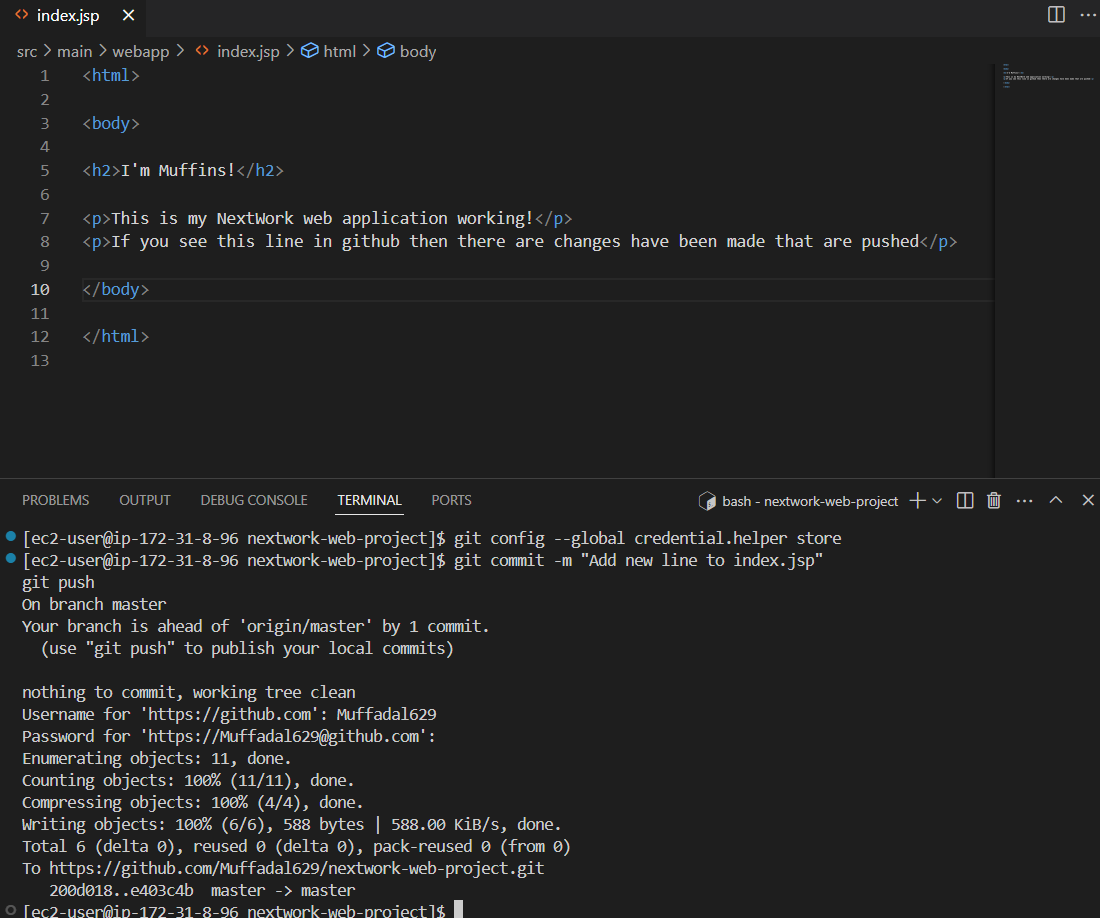 index.jsp
src > main > webapp > index.jsp > html > body
1 <html>
2
3 <body>
4
5 <h2>I'm Muffins!</h2>
6
7 <p>This is my NextWork web application working!</p>
8 <p>If you see this line in github then there are changes have been made that are pushed</p>
9
10 </body>
11
12 </html>
13
PROBLEMS OUTPUT DEBUG CONSOLE TERMINAL PORTS bash - nextwork-web-project
[ec2-user@ip-172-31-8-96 nextwork-web-project]$ git config --global credential.helper store
[ec2-user@ip-172-31-8-96 nextwork-web-project]$ git commit -m "Add new line to index.jsp"
git push
On branch master
Your branch is ahead of 'origin/master' by 1 commit.
(use "git push" to publish your local commits)
nothing to commit, working tree clean
Username for 'https://github.com': Muffadal629
Password for 'https://Muffadal629@github.com':
Enumerating objects: 11, done.
Counting objects: 100% (11/11), done.
Compressing objects: 100% (4/4), done.
Writing objects: 100% (6/6), 588 bytes | 588.00 KiB/s, done.
Total 6 (delta 0), reused 0 (delta 0), pack-reused 0 (from 0)
To https://github.com/Muffadal629/nextwork-web-project.git
200d018..e403c4b master -> master
[ec2-user@ip-172-31-8-96 nextwork-web-project]$